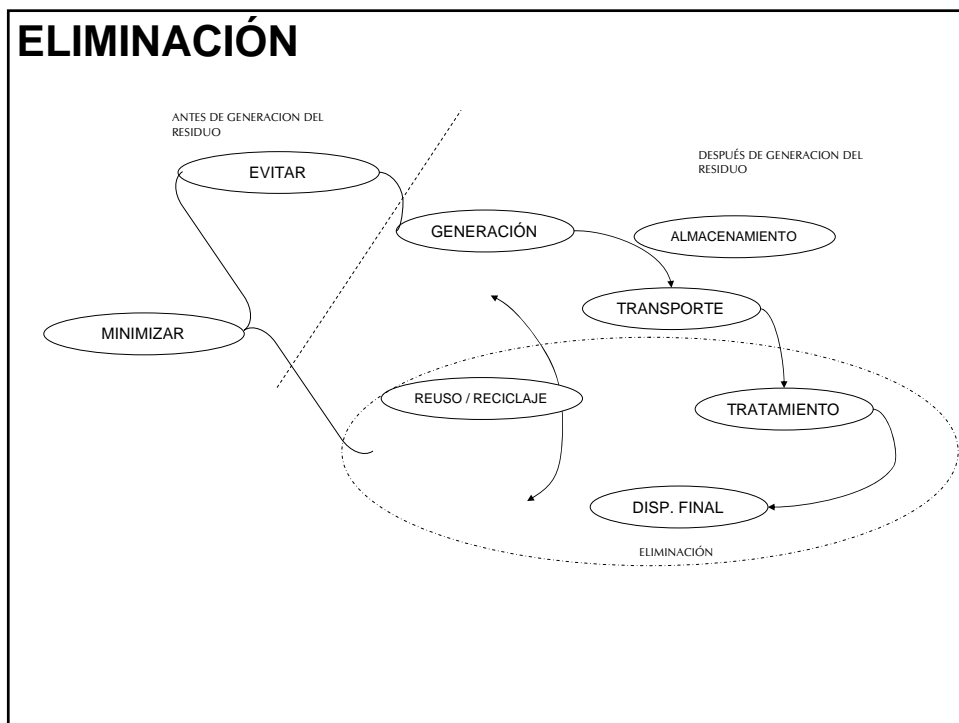 ELIMINACIÓN
ANTES DE GENERACION DEL
RESIDUO
EVITAR
DESPUÉS DE GENERACION DEL
RESIDUO
GENERACIÓN
ALMACENAMIENTO
TRANSPORTE
MINIMIZAR
REUSO / RECICLAJE
TRATAMIENTO
DISP. FINAL
ELIMINACIÓN